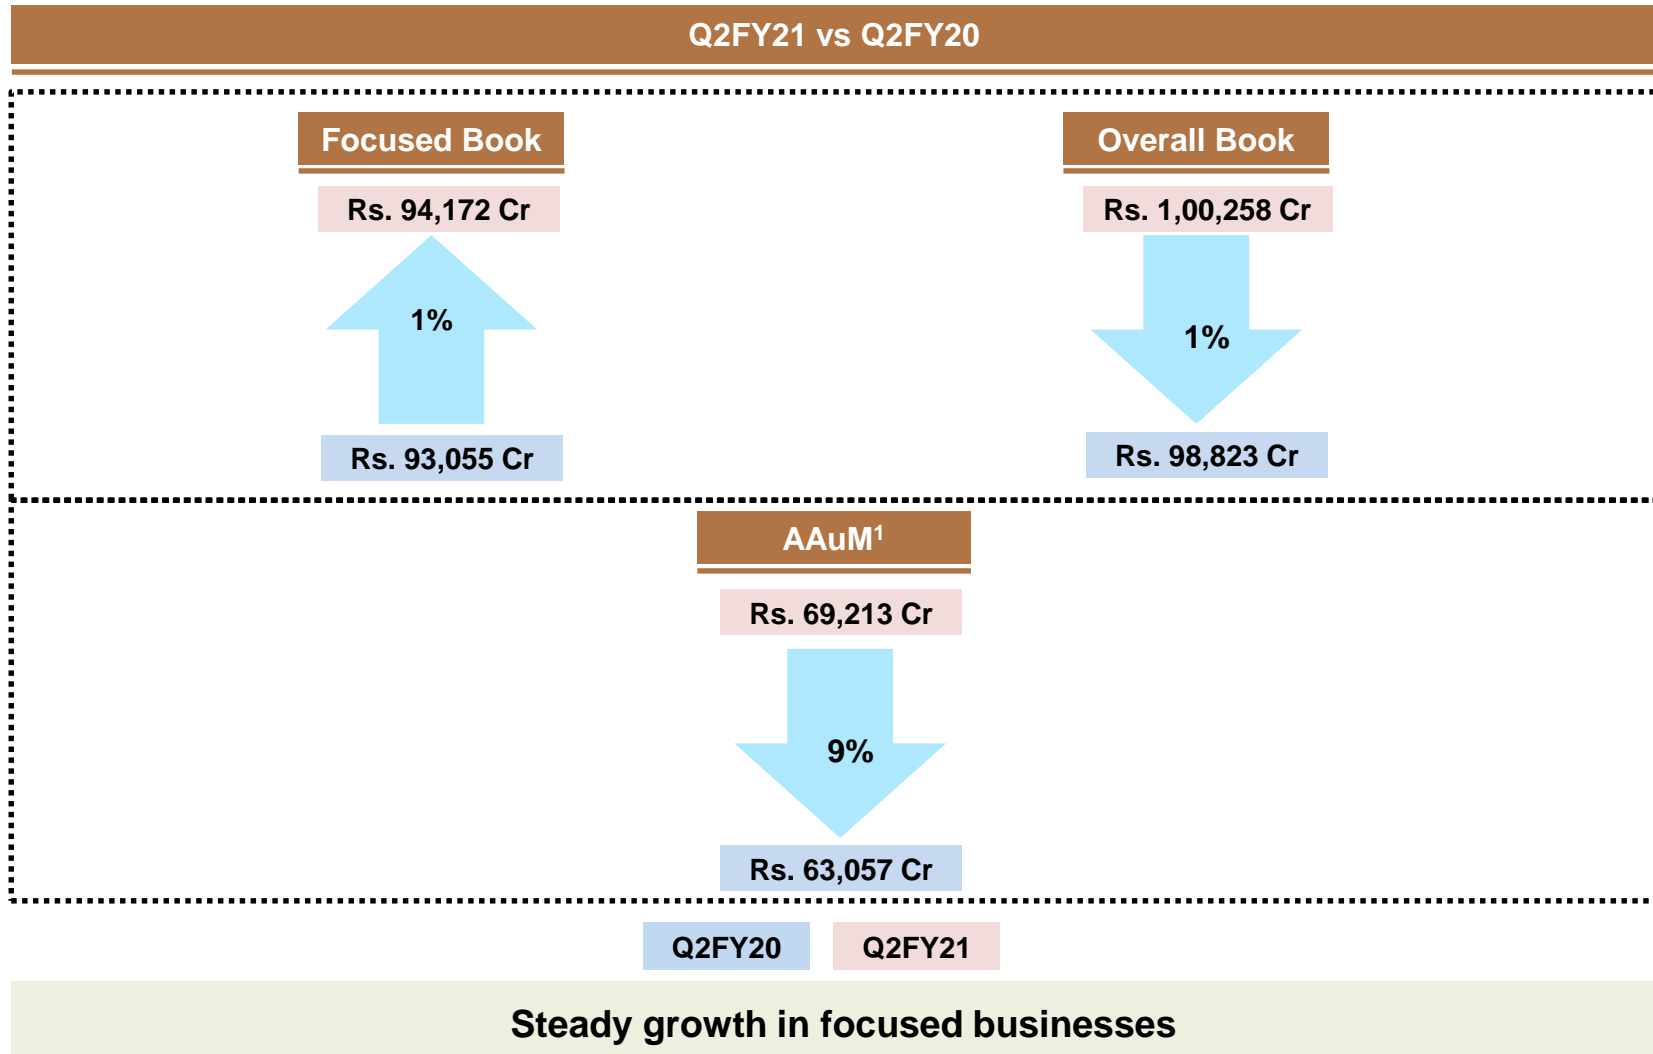 Q2FY21 vs Q2FY20
Focused Book
Rs. 94,172 Cr
1%
Rs. 93,055 Cr
Overall Book
Rs. 1,00,258 Cr
1%
Rs. 98,823 Cr
AAuM¹
Rs. 69,213 Cr
9%
Rs. 63,057 Cr
Q2FY20
Q2FY21
Steady growth in focused businesses